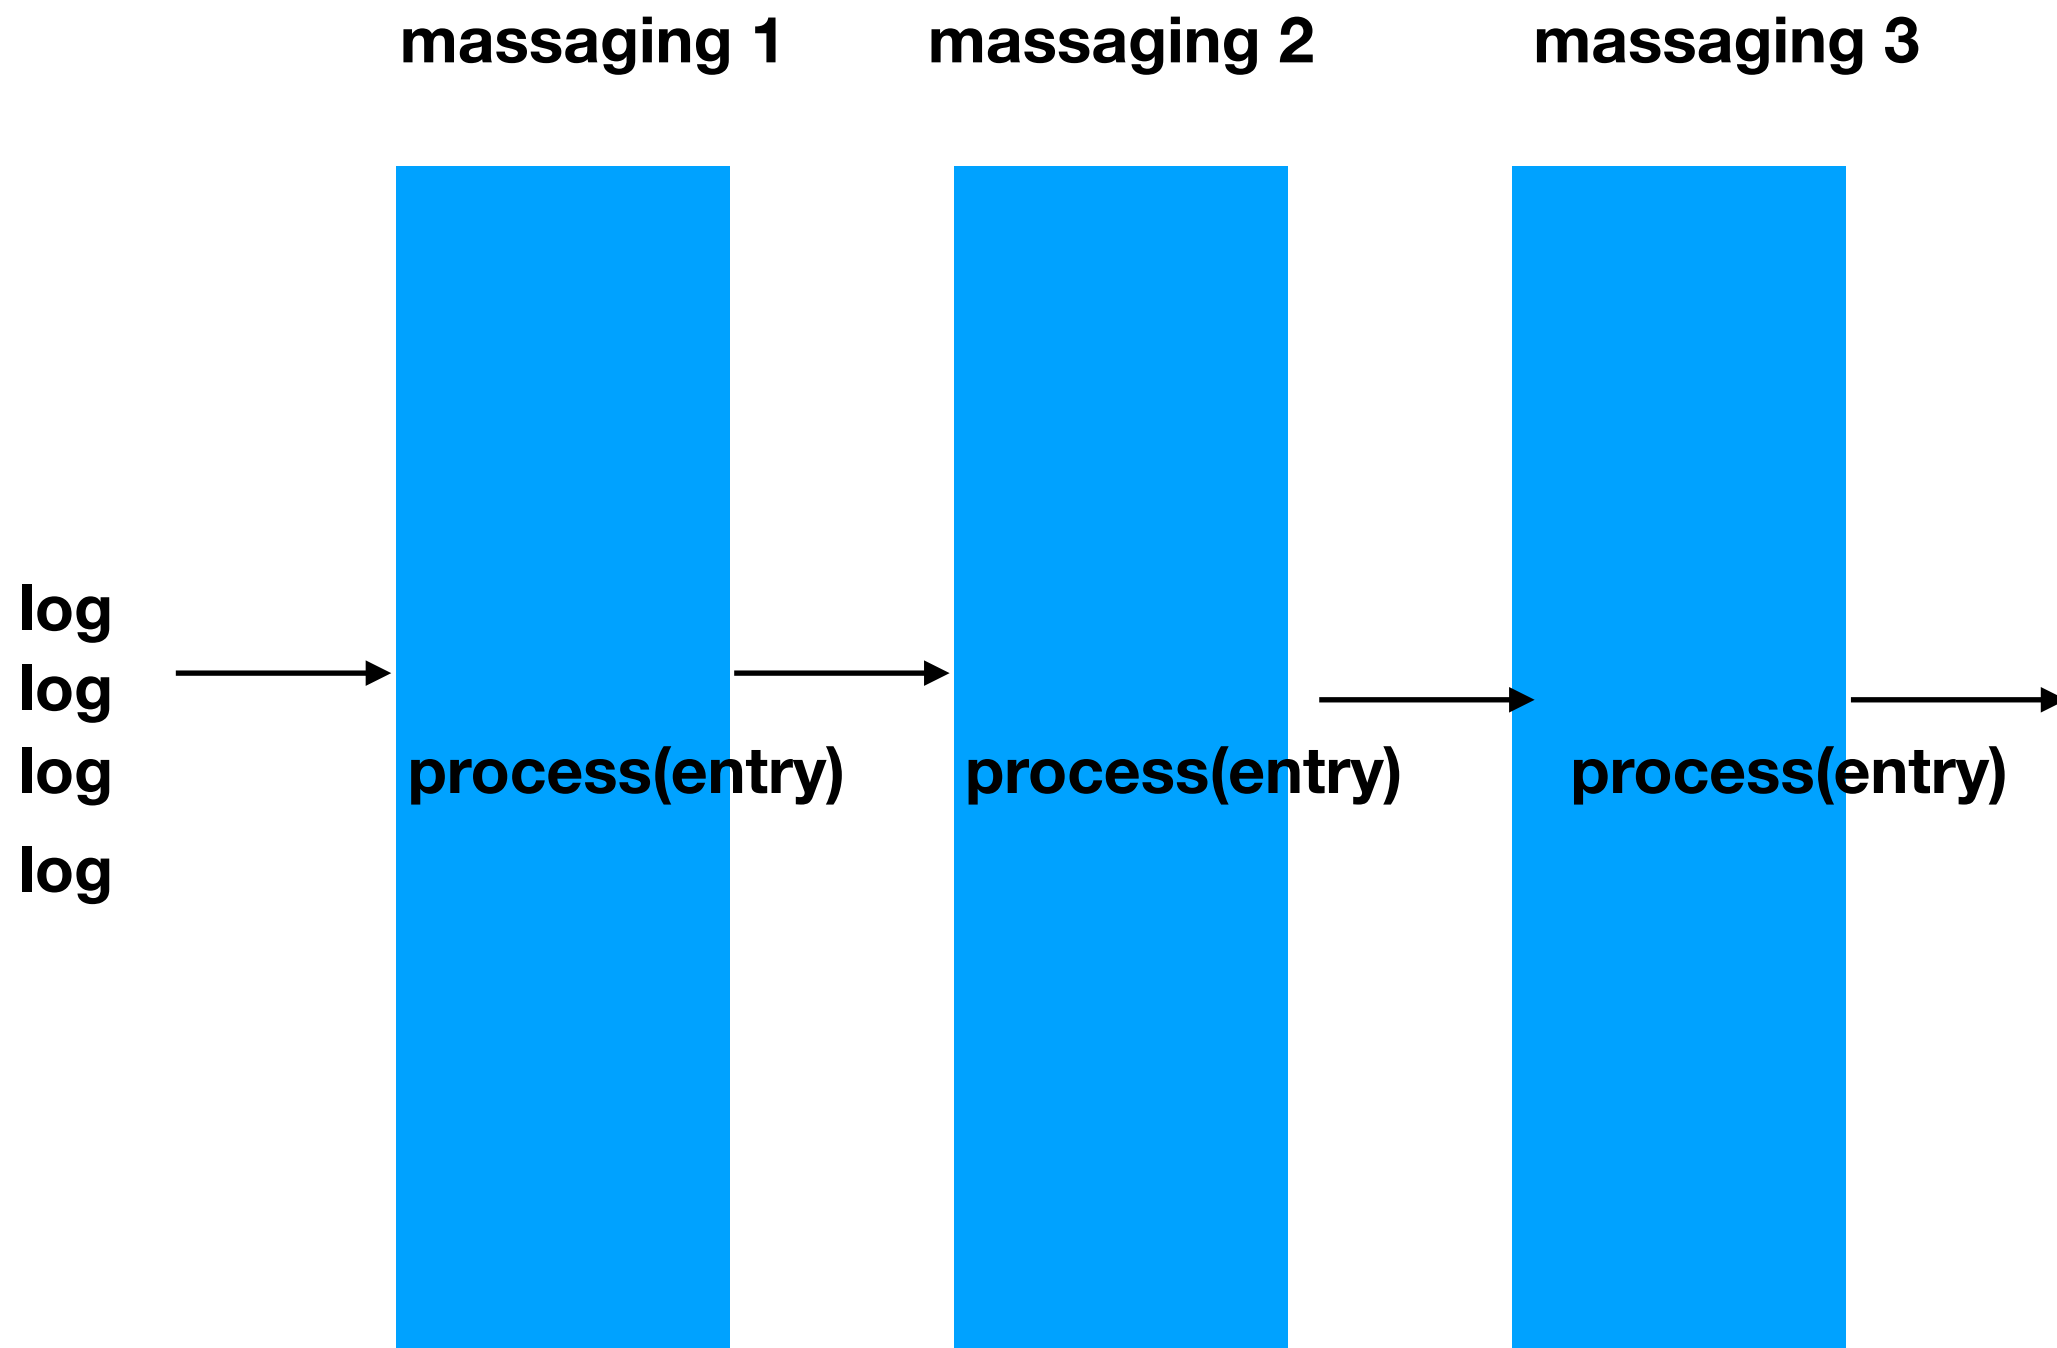 massaging 1
massaging 2
massaging 3
log
log
log
log
process(entry)
process(entry)
process(entry)